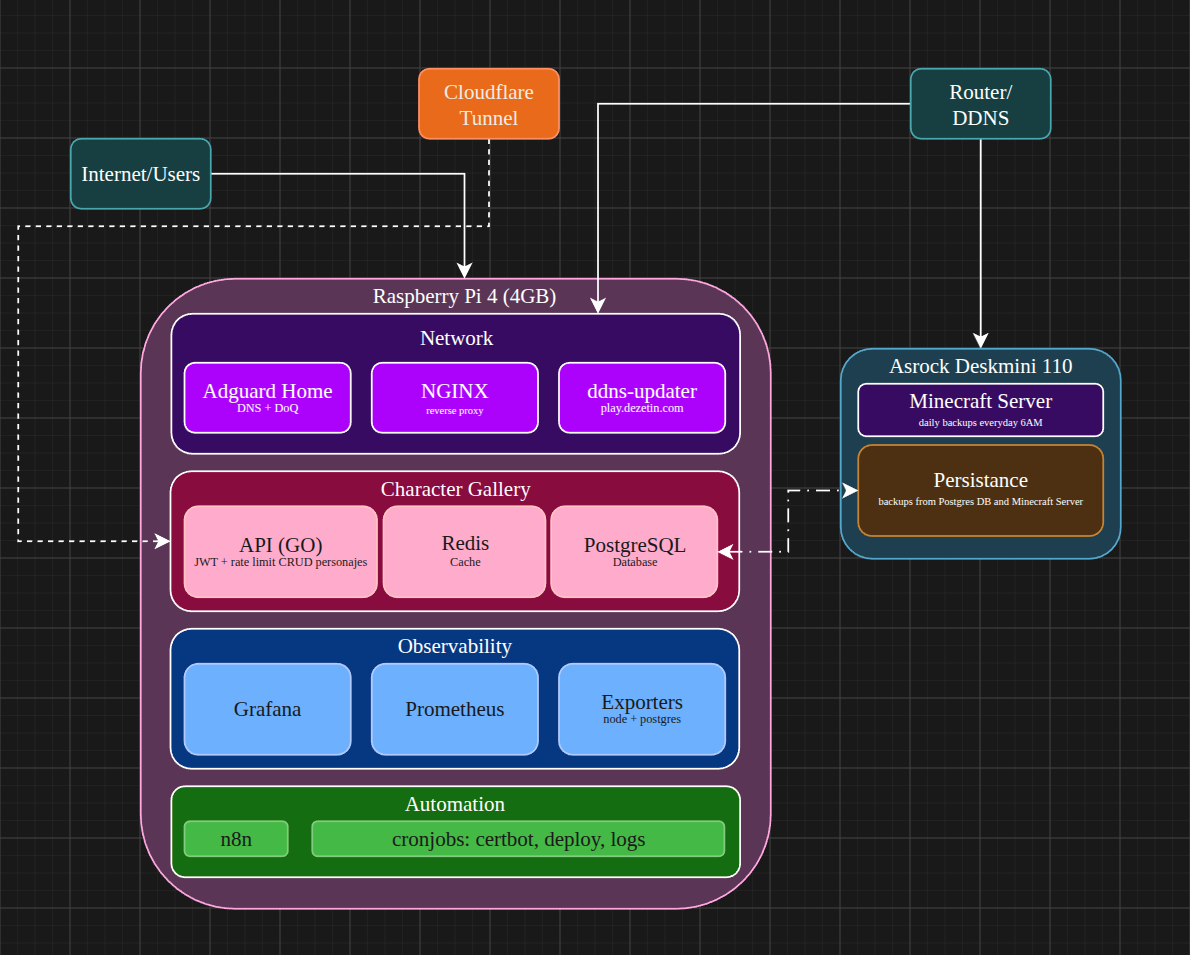 Cloudflare
Tunnel
Router/
DDNS
Internet/Users
Raspberry Pi 4 (4GB)
Network
Adguard Home
DNS + DoQ
NGINX
reverse proxy
ddns-updater
play.dezetin.com
Asrock Deskmini 110
Minecraft Server
daily backups everyday 6AM
Persistance
backups from Postgres DB and Minecraft Server
Character Gallery
API (GO)
JWT + rate limit CRUD personajes
Redis
Cache
PostgreSQL
Database
Observability
Grafana
Prometheus
Exporters
node + postgres
Automation
n8n
cronjobs: certbot, deploy, logs